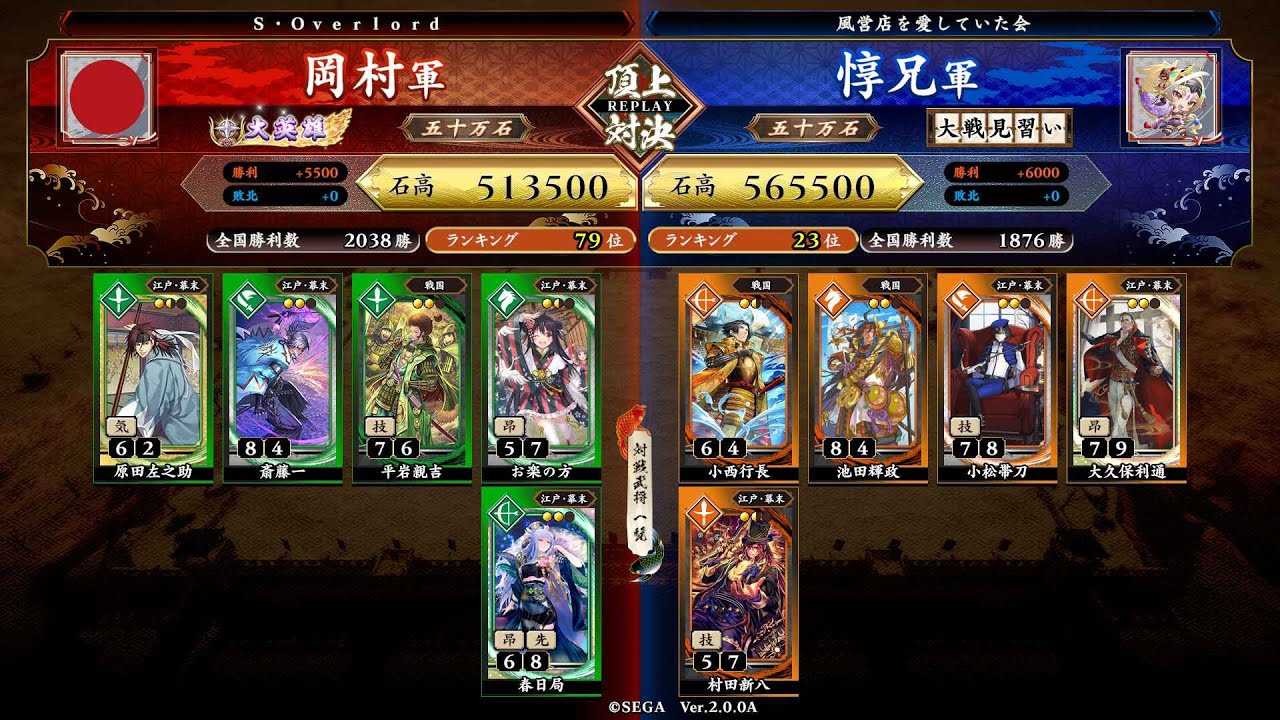 S・Overlord
風営店を愛していた会
岡村軍
頂上
REPLAY
対決
惇兄軍
大英雄
五十万石
五十万石
大戦見習い
勝利 +5500
敗北 +0
石高 513500
石高 565500
勝利 +6000
敗北 +0
全国勝利数 2038勝
ランキング 79位
ランキング 23位
全国勝利数 1876勝
江戸・幕末
江戸・幕末
戦国
江戸・幕末
戦国
戦国
江戸・幕末
江戸・幕末
気
技
昂
技
昂
6 2
8 4
7 6
5 7
6 4
8 4
7 8
7 9
原田左之助
斎藤一
平岩親吉
お楽の方
小西行長
池田輝政
小松帯刀
大久保利通
対戦武将一覧
江戸・幕末
江戸・幕末
昂 先
技
6 8
5 7
春日局
村田新八
©SEGA Ver.2.0.0A